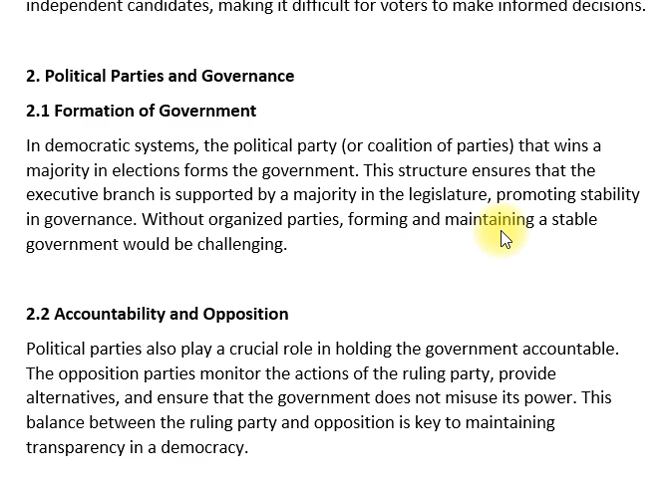 independent candidates, making it difficult for voters to make informed decisions.
2. Political Parties and Governance
2.1 Formation of Government
In democratic systems, the political party (or coalition of parties) that wins a
majority in elections forms the government. This structure ensures that the
executive branch is supported by a majority in the legislature, promoting stability
in governance. Without organized parties, forming and maintaining a stable
government would be challenging.
2.2 Accountability and Opposition
Political parties also play a crucial role in holding the government accountable.
The opposition parties monitor the actions of the ruling party, provide
alternatives, and ensure that the government does not misuse its power. This
balance between the ruling party and opposition is key to maintaining
transparency in a democracy.